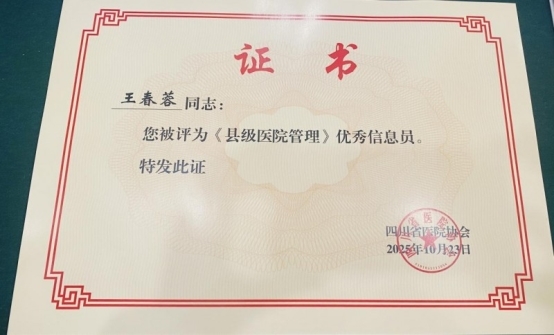 证书
王春蓉 同志：
您被评为《县级医院管理》优秀信息员。
特发此证
四川省医院协会
2025年10月23日